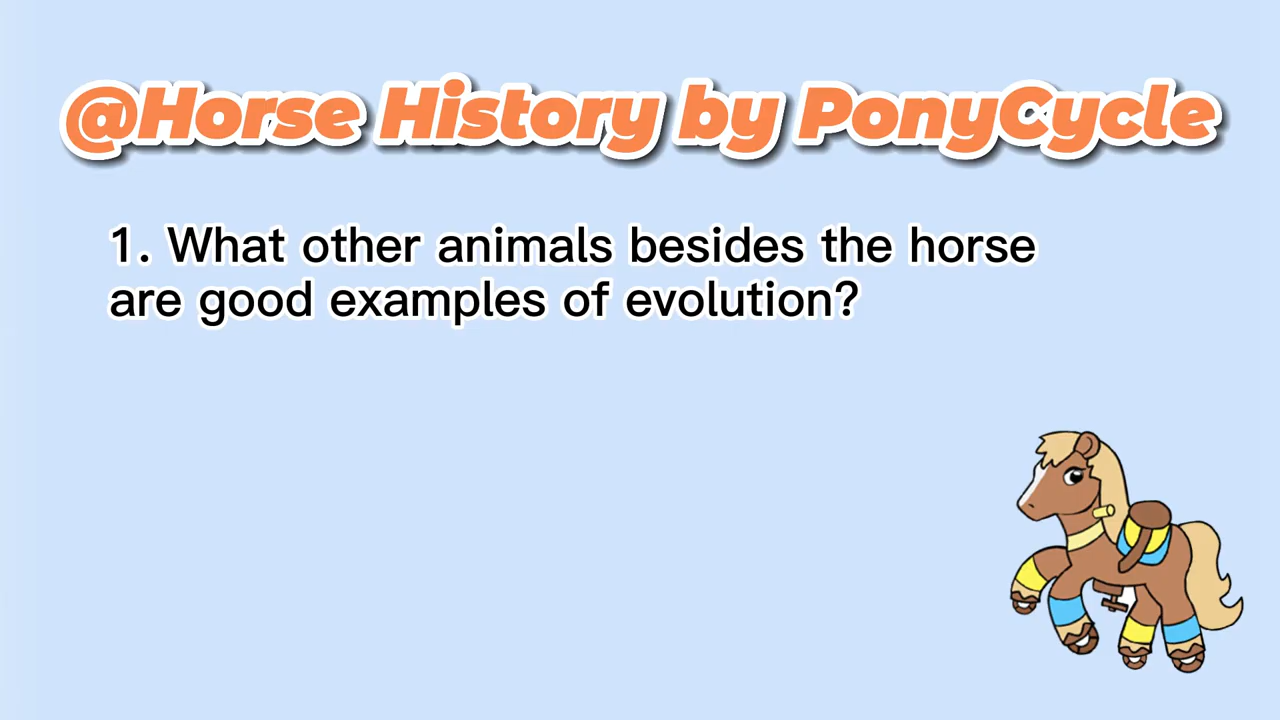 @Horse History by PonyCycle
1. What other animals besides the horse
are good examples of evolution?